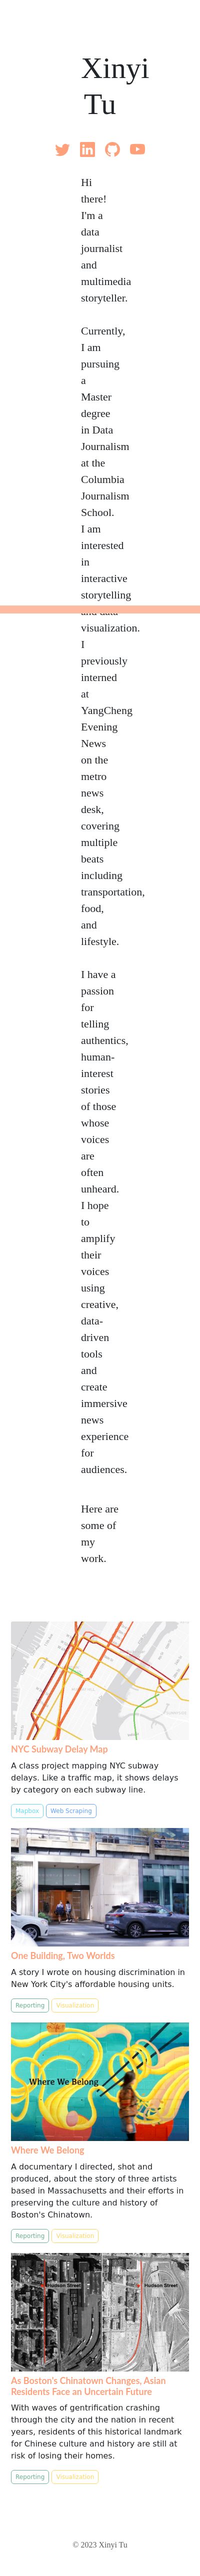 Xinyi
Tu
Hi
there!
I'm a
data
journalist
and
multimedia
storyteller.
Currently,
I am
pursuing
a
Master
degree
in Data
Journalism
at the
Columbia
Journalism
School.
I am
interested
in
interactive
storytelling
and data
visualization.
I
previously
interned
at
YangCheng
Evening
News
on the
metro
news
desk,
covering
multiple
beats
including
transportation,
food,
and
lifestyle.
I have a
passion
for
telling
authentics,
human-
interest
stories
of those
whose
voices
are
often
unheard.
I hope
to
amplify
their
voices
using
creative,
data-
driven
tools
and
create
immersive
news
experience
for
audiences.
Here are
some of
my
work.
NYC Subway Delay Map
A class project mapping NYC subway
delays. Like a traffic map, it shows delays
by category on each subway line.
Mapbox Web Scraping
One Building, Two Worlds
A story I wrote on housing discrimination in
New York City's affordable housing units.
Reporting Visualization
Where We Belong
Where We Belong
A documentary I directed, shot and
produced, about the story of three artists
based in Massachusetts and their efforts in
preserving the culture and history of
Boston's Chinatown.
Reporting Visualization
Hudson Street Hudson Street
As Boston's Chinatown Changes, Asian
Residents Face an Uncertain Future
With waves of gentrification crashing
through the city and the nation in recent
years, residents of this historical landmark
for Chinese culture and history are still at
risk of losing their homes.
Reporting Visualization
© 2023 Xinyi Tu